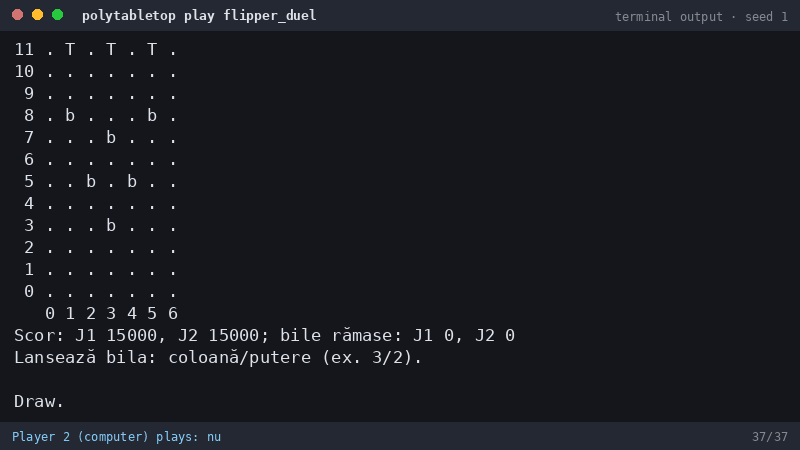 polytabletop play flipper_duel
terminal output · seed 1
11 . T . T . T .
10 . . . . . . .
9 . . . . . . .
8 . b . . . b .
7 . . . b . . .
6 . . . . . . .
5 . . b . b . .
4 . . . . . . .
3 . . . b . . .
2 . . . . . . .
1 . . . . . . .
0 . . . . . . .
0 1 2 3 4 5 6
Scor: J1 15000, J2 15000; bile rămase: J1 0, J2 0
Lansează bila: coloană/putere (ex. 3/2).
Draw.
Player 2 (computer) plays: nu
37/37